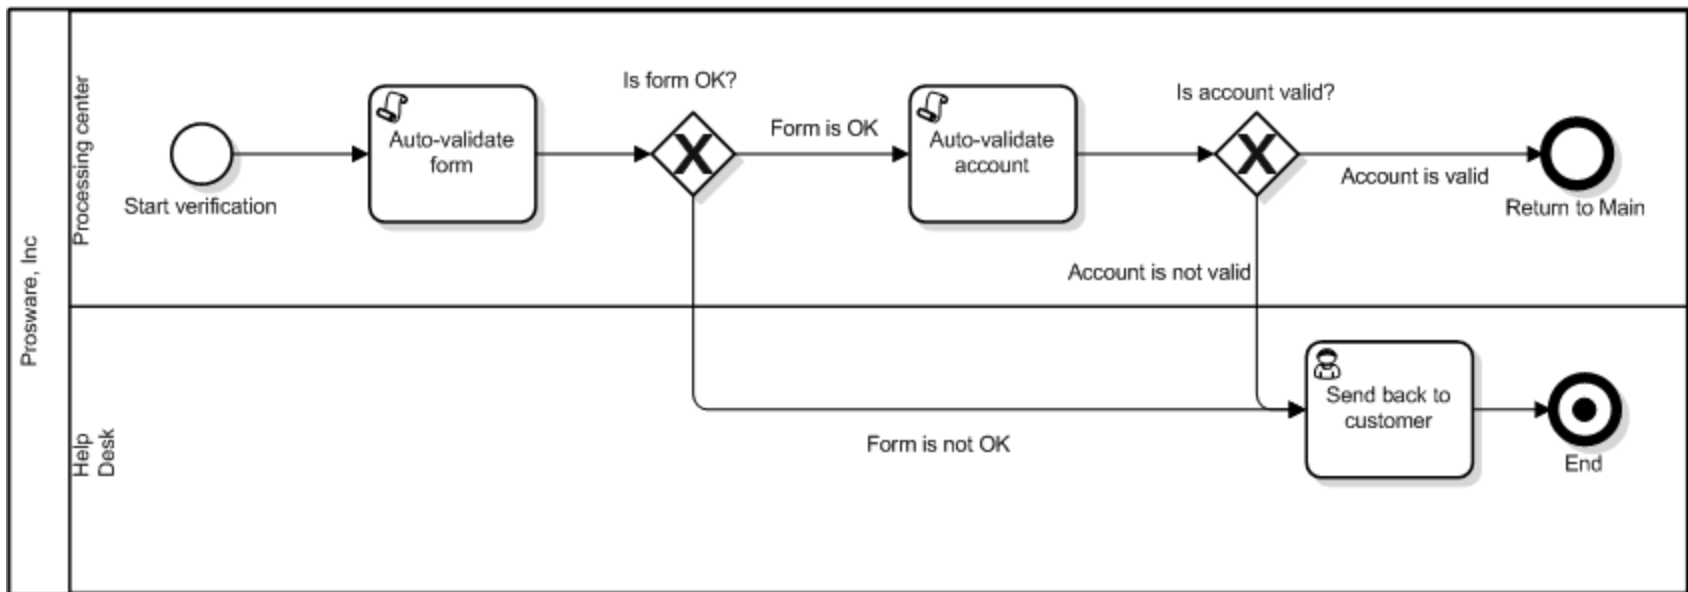 Prosware, Inc
Processing center
Start verification
Auto-validate
form
Is form OK?
Form is OK
Auto-validate
account
Is account valid?
Account is valid
Return to Main
Account is not valid
Help
Desk
Form is not OK
Send back to
customer
End